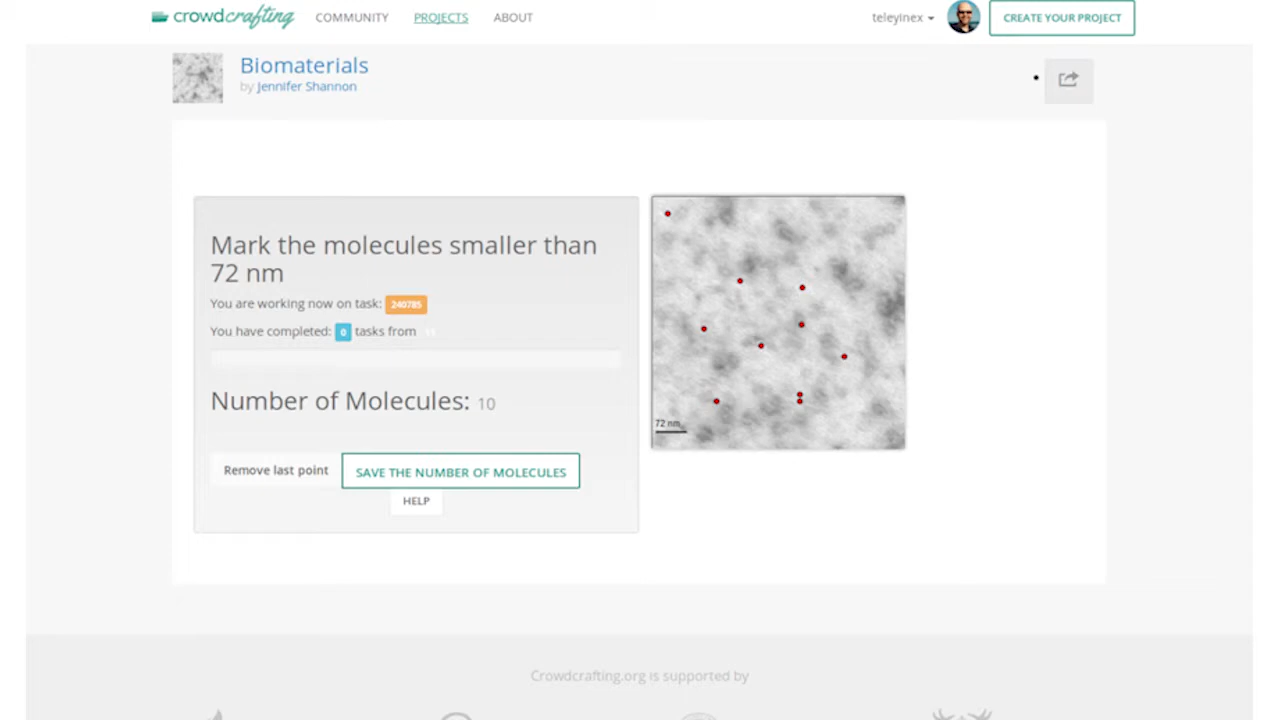 crowdcrafting COMMUNITY PROJECTS ABOUT teleyinex CREATE YOUR PROJECT
Biomaterials
by Jennifer Shannon
Mark the molecules smaller than
72 nm
You are working now on task: 240785
You have completed: 0 tasks from 11
Number of Molecules: 10
72 nm
Remove last point SAVE THE NUMBER OF MOLECULES
HELP
Crowdcrafting.org is supported by